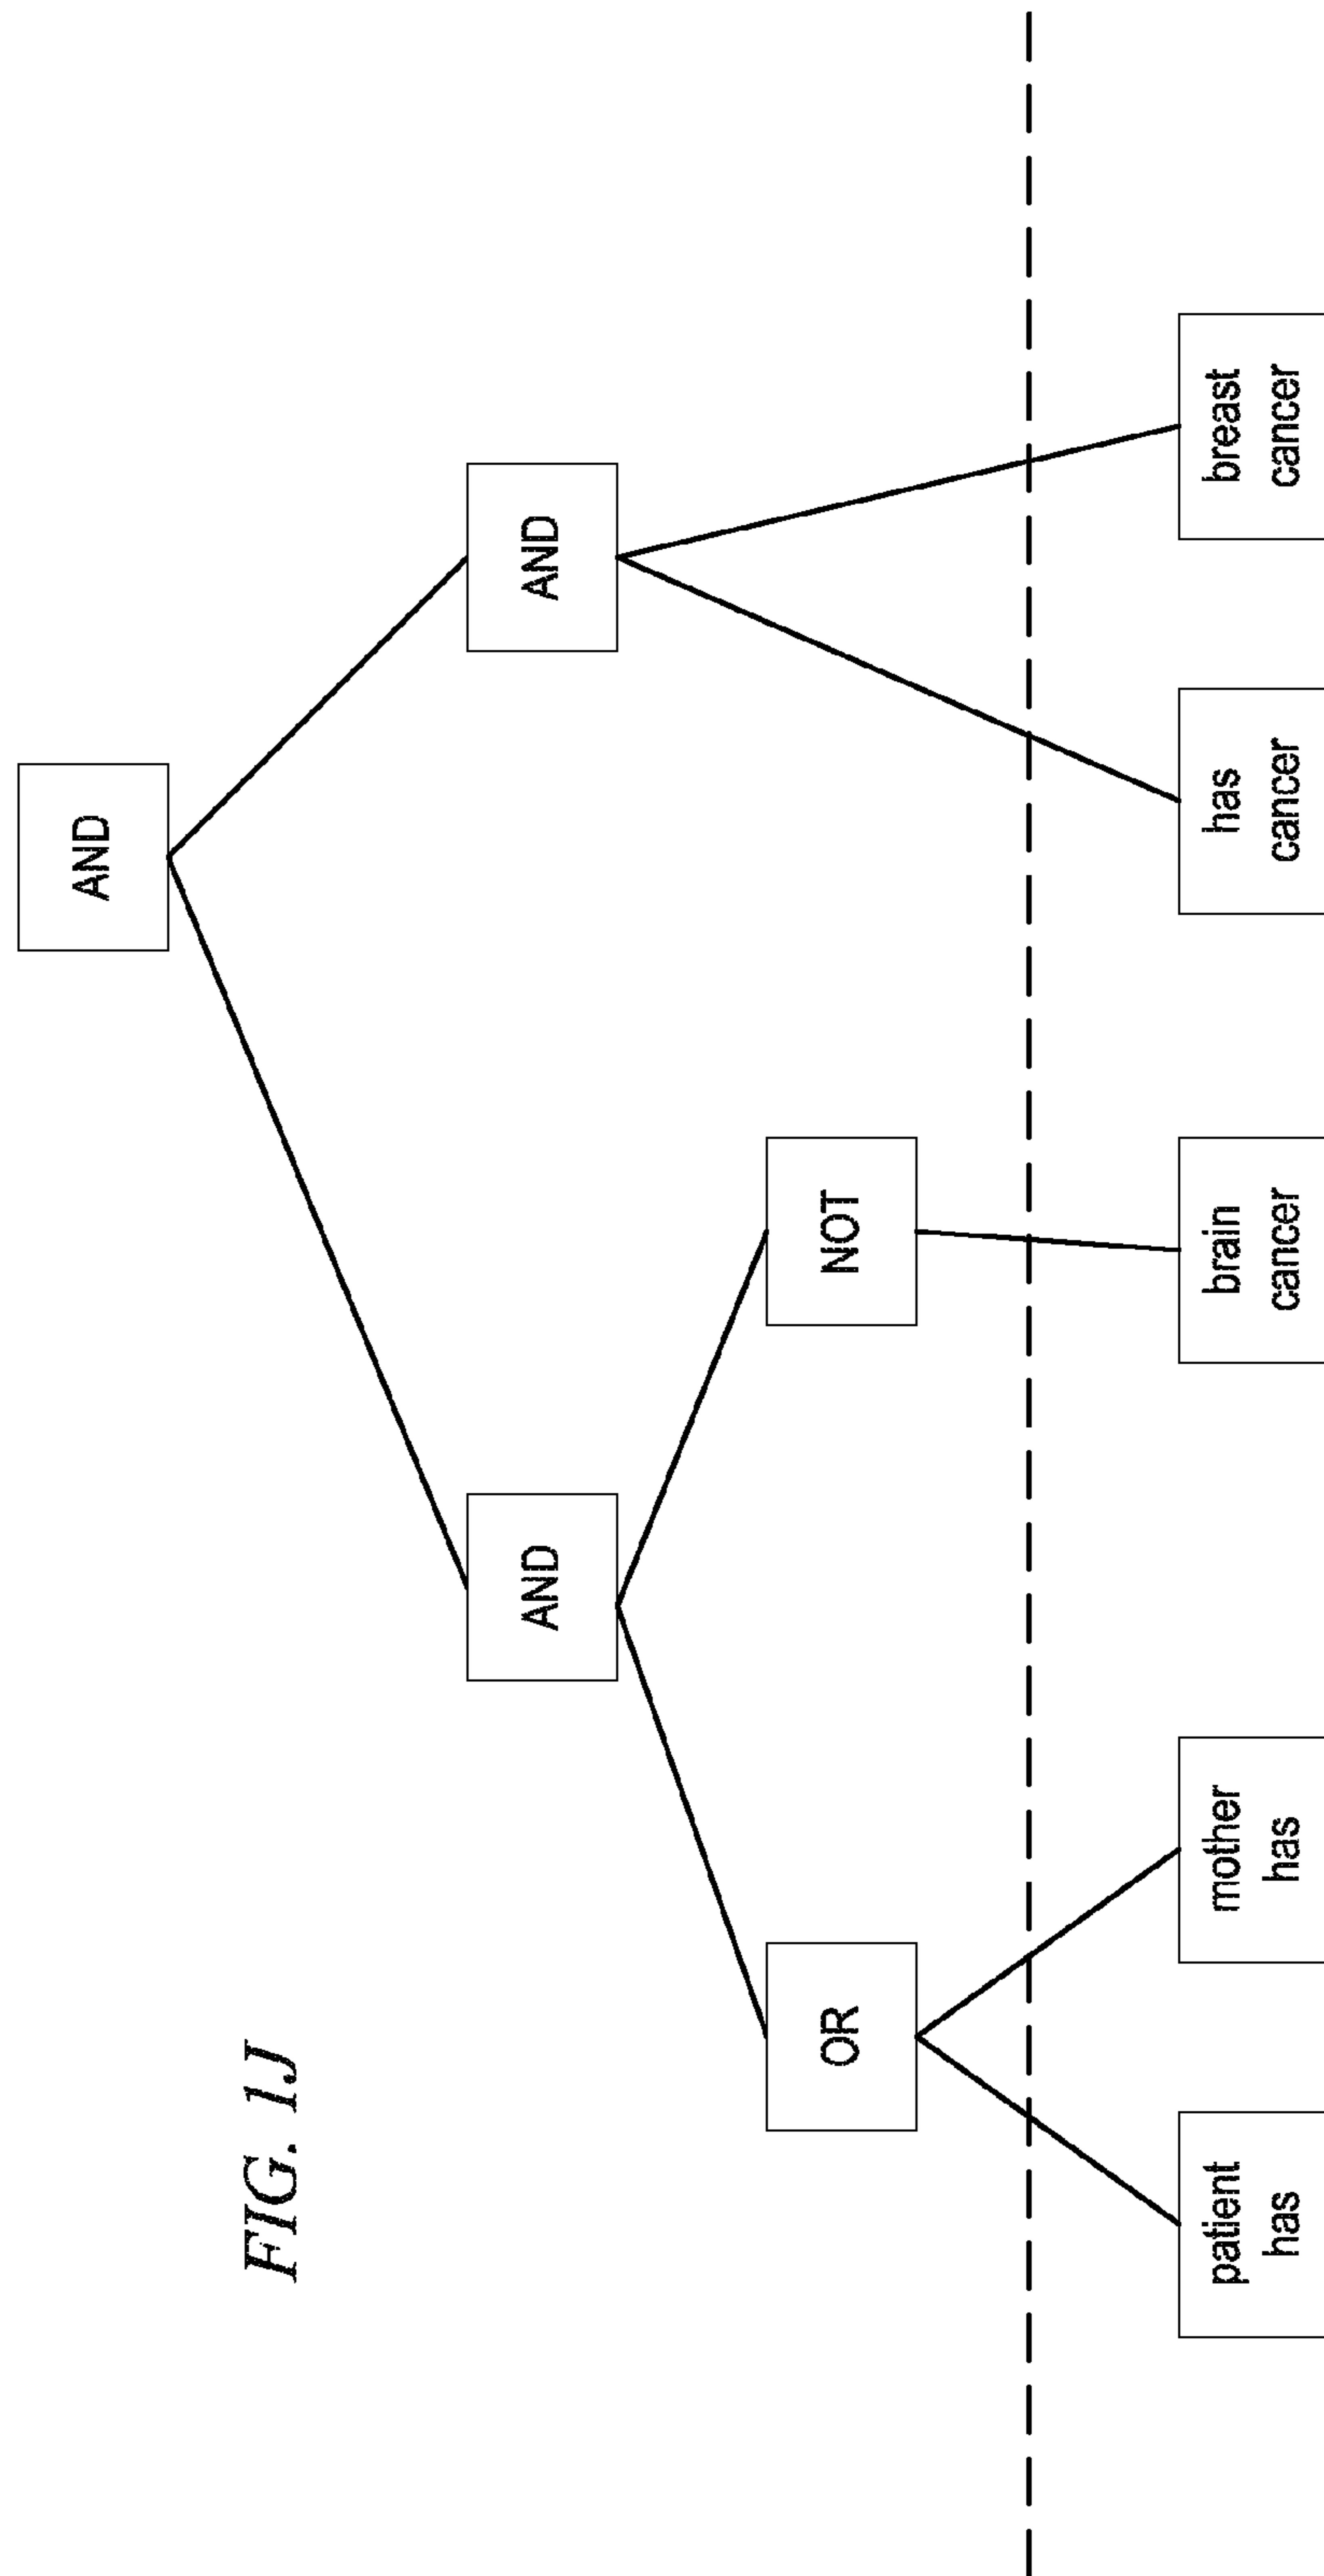 FIG. 1J
AND
AND
AND
OR
NOT
patient
has
mother
has
brain
cancer
has
cancer
breast
cancer